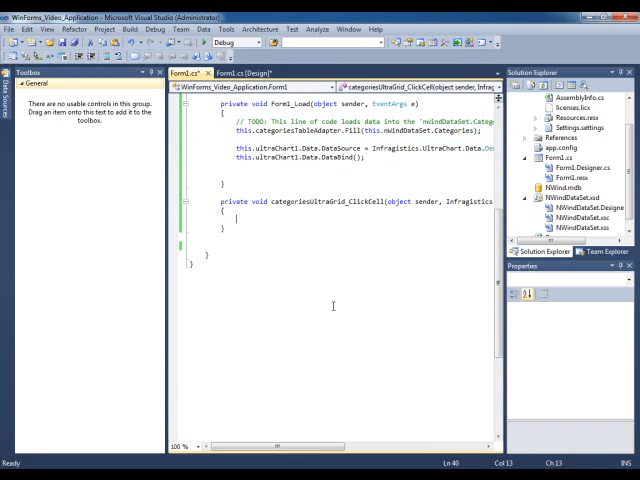 WinForms_Video_Application - Microsoft Visual Studio (Administrator)
File Edit View Refactor Project Build Debug Team Data Tools Architecture Test Analyze Window Help
Debug
Toolbox
Form1.cs* Form1.cs [Design]*
Solution Explorer
General
WinForms_Video_Application.Form1
categoriesUltraGrid_ClickCell(object sender, Infrag
There are no usable controls in this group.
Drag an item onto this text to add it to the
toolbox.
Data Sources
private void Form1_Load(object sender, EventArgs e)
{
// TODO: This line of code loads data into the 'nWindDataSet.Categ
this.categoriesTableAdapter.Fill(this.nWindDataSet.Categories);
this.ultraChart1.Data.DataSource = Infragistics.UltraChart.Data.De
this.ultraChart1.Data.DataBind();
}
private void categoriesUltraGrid_ClickCell(object sender, Infragistics
{
}
}
}
AssemblyInfo.cs
licenses.licx
Resources.resx
Settings.settings
References
app.config
Form1.cs
Form1.Designer.cs
Form1.resx
NWind.mdb
NWindDataSet.xsd
NWindDataSet.Designe
NWindDataSet.xsc
NWindDataSet.xss
Solution Explorer Team Explorer
Properties
100 %
Ready Ln 40 Col 13 Ch 13 INS